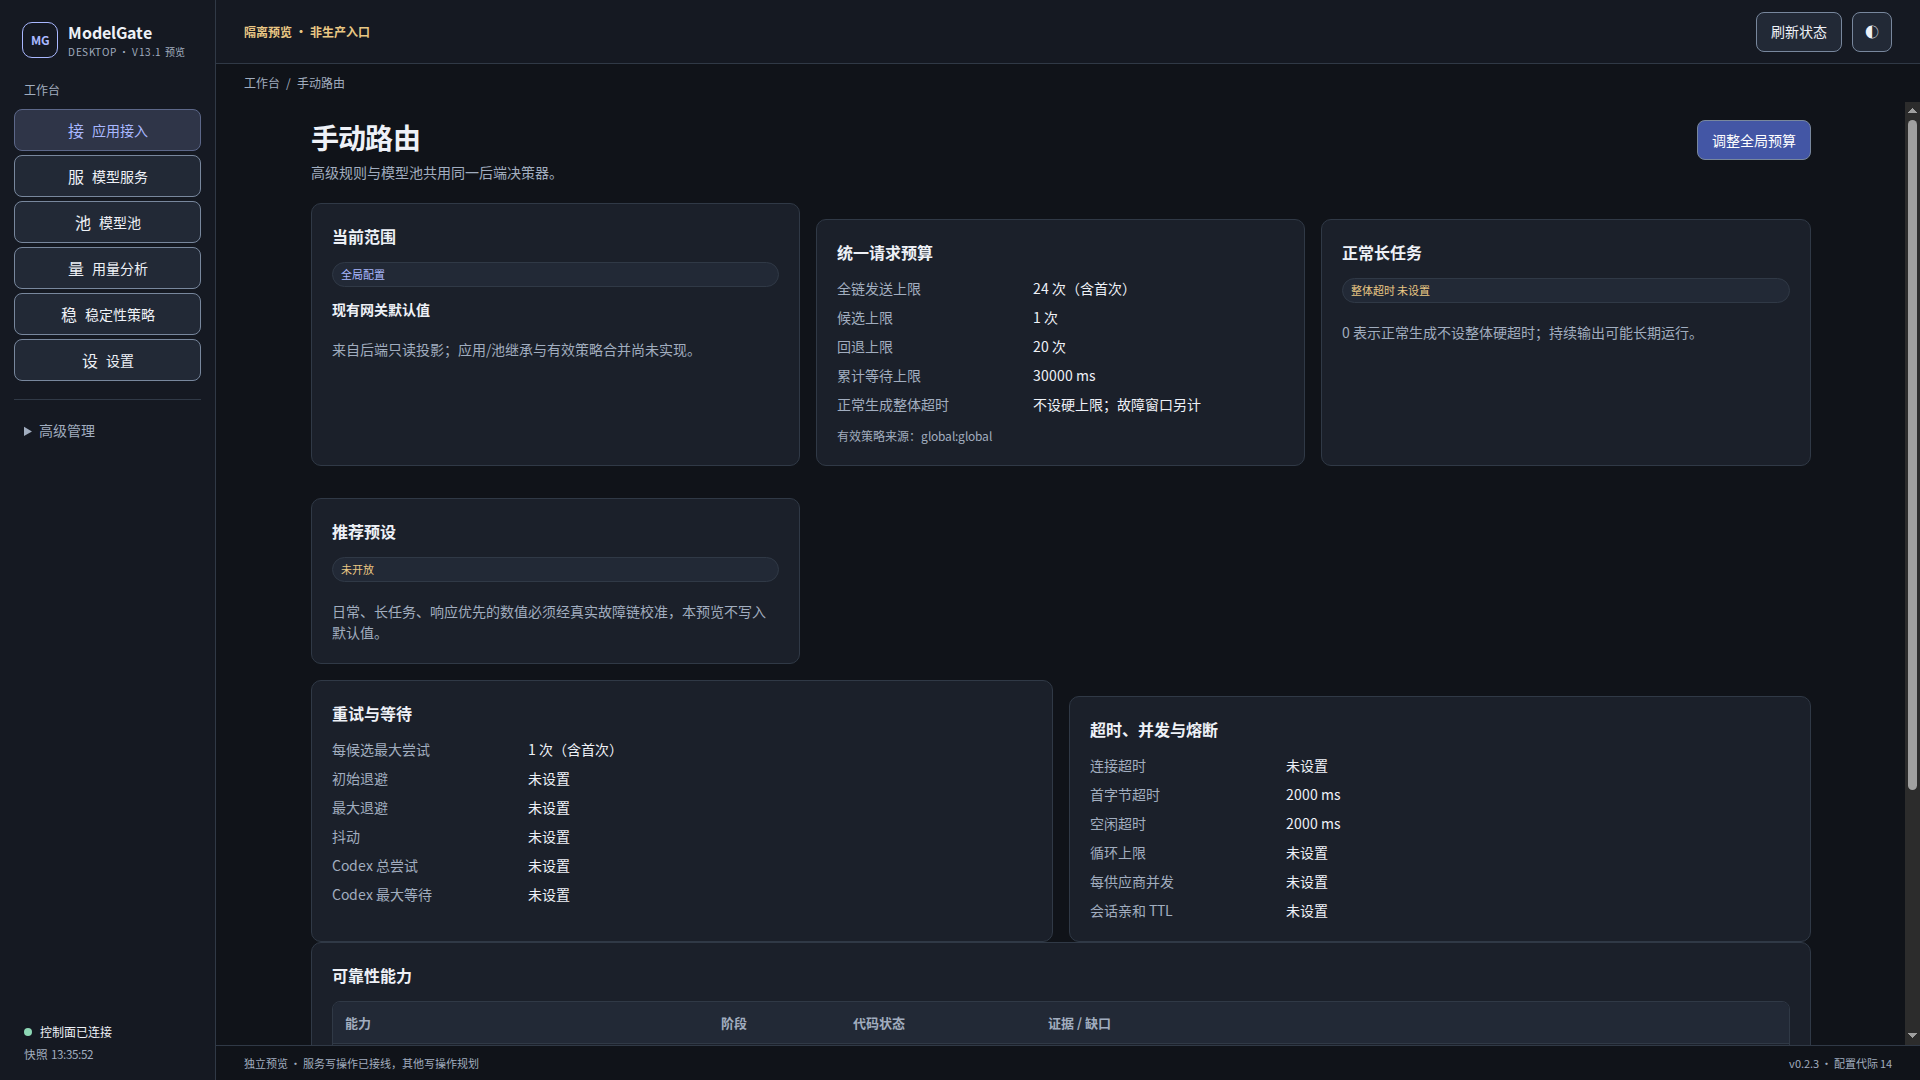 MG
ModelGate
DESKTOP · V13.1 预览
工作台
接 应用接入
服 模型服务
池 模型池
量 用量分析
稳 稳定性策略
设 设置
▶ 高级管理
控制面已连接
快照 13:35:52
隔离预览 · 非生产入口
刷新状态
工作台 / 手动路由
手动路由
高级规则与模型池共用同一后端决策器。
调整全局预算
当前范围
全局配置
现有网关默认值
来自后端只读投影；应用/池继承与有效策略合并尚未实现。
统一请求预算
全链发送上限 24 次（含首次）
候选上限 1 次
回退上限 20 次
累计等待上限 30000 ms
正常生成整体超时 不设硬上限；故障窗口另计
有效策略来源：global:global
正常长任务
整体超时 未设置
0 表示正常生成不设整体硬超时；持续输出可能长期运行。
推荐预设
未开放
日常、长任务、响应优先的数值必须经真实故障链校准，本预览不写入
默认值。
重试与等待
每候选最大尝试 1 次（含首次）
初始退避 未设置
最大退避 未设置
抖动 未设置
Codex 总尝试 未设置
Codex 最大等待 未设置
超时、并发与熔断
连接超时 未设置
首字节超时 2000 ms
空闲超时 2000 ms
循环上限 未设置
每供应商并发 未设置
会话亲和 TTL 未设置
可靠性能力
能力 阶段 代码状态 证据 / 缺口
独立预览 · 服务写操作已接线，其他写操作规划
v0.2.3 · 配置代际 14